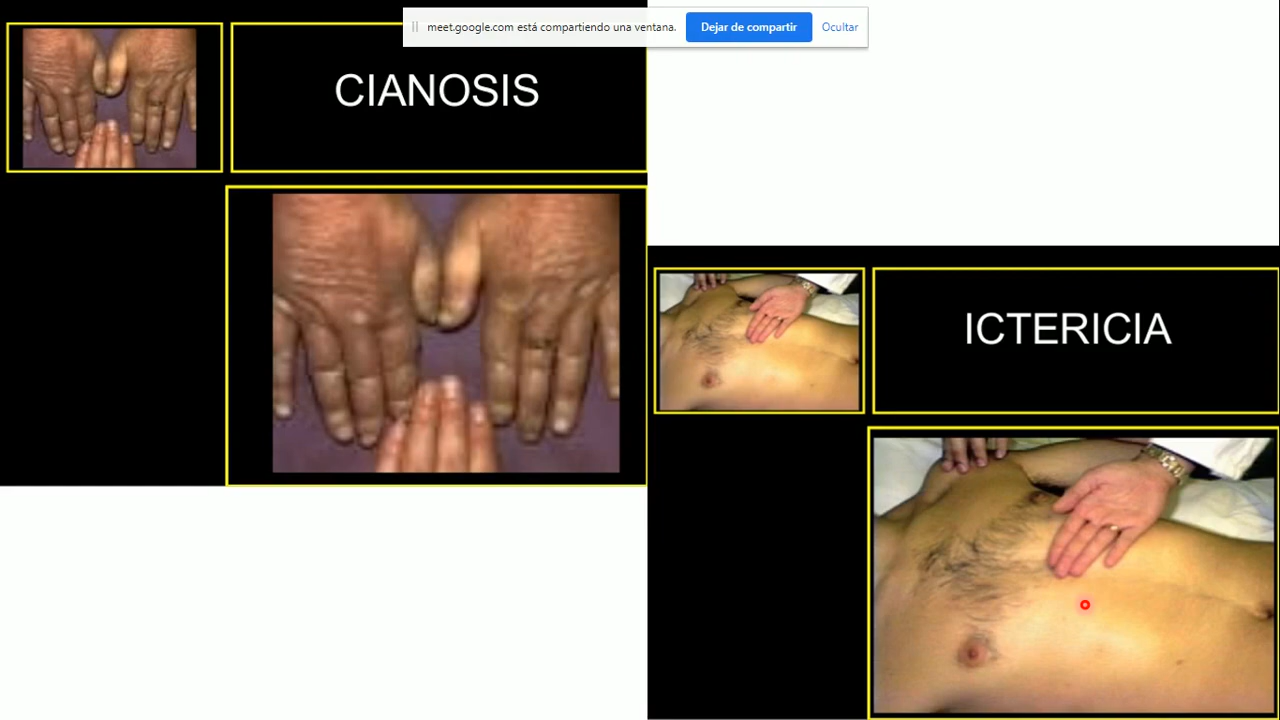 meet.google.com está compartiendo una ventana.
Dejar de compartir
Ocultar
CIANOSIS
ICTERICIA